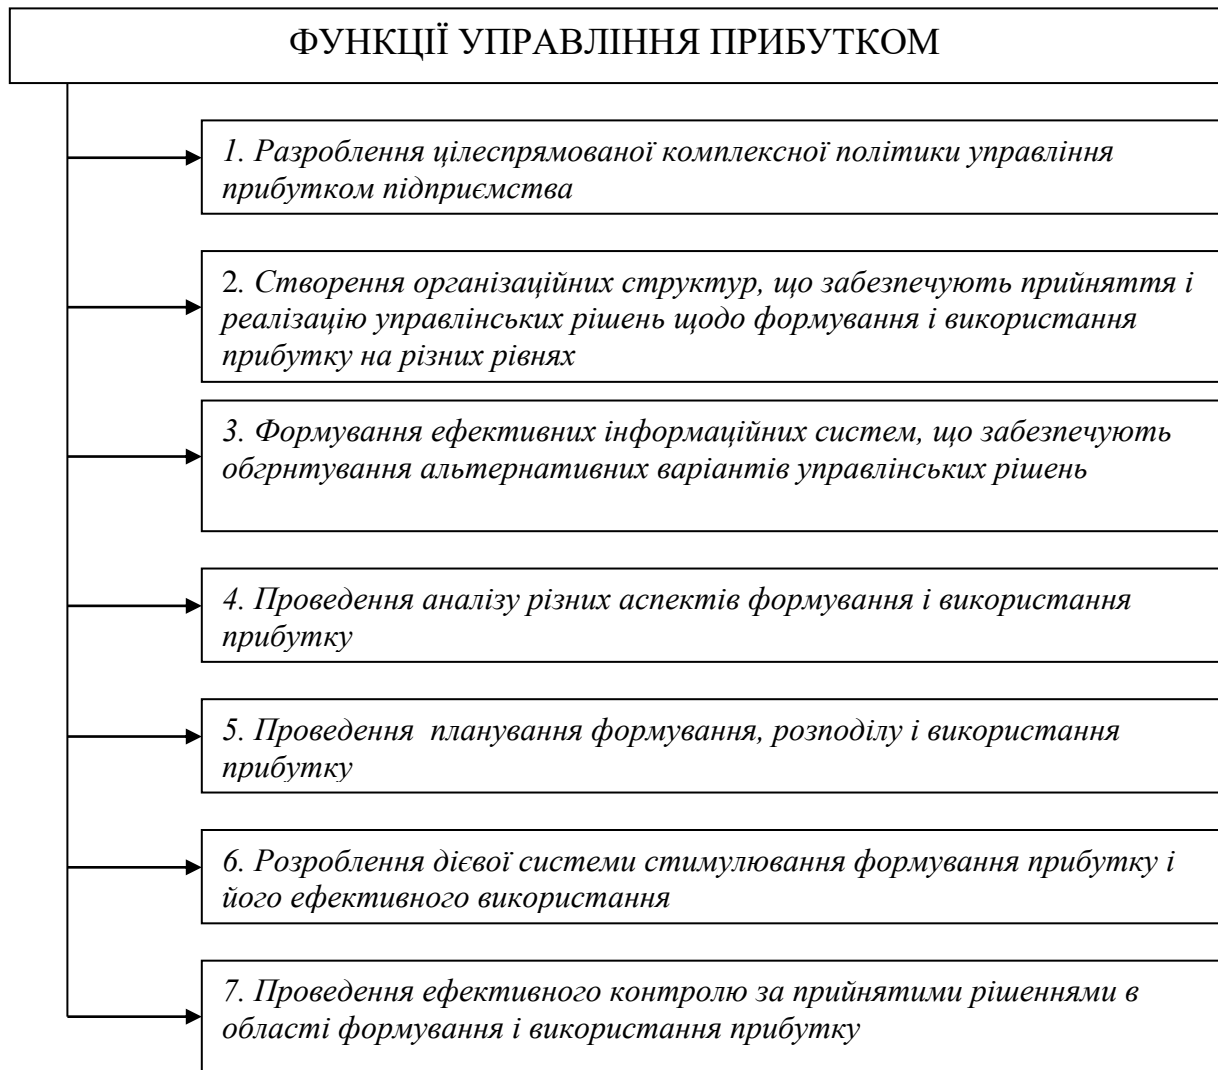 ФУНКЦІЇ УПРАВЛІННЯ ПРИБУТКОМ
1. Разроблення цілеспрямованої комплексної політики управління
прибутком підприємства
2. Створення організаційних структур, що забезпечують прийняття і
реалізацію управлінських рішень щодо формування і використання
прибутку на різних рівнях
3. Формування ефективних інформаційних систем, що забезпечують
обгрнтування альтернативних варіантів управлінських рішень
4. Проведення аналізу різних аспектів формування і використання
прибутку
5. Проведення  планування формування, розподілу і використання
прибутку
6. Розроблення дієвої системи стимулювання формування прибутку і
його ефективного використання
7. Проведення ефективного контролю за прийнятими рішеннями в
області формування і використання прибутку